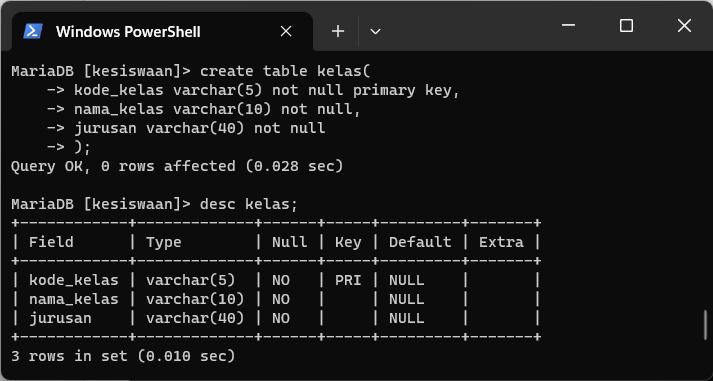 Windows PowerShell
MariaDB [kesiswaan]> create table kelas(
    -> kode_kelas varchar(5) not null primary key,
    -> nama_kelas varchar(10) not null,
    -> jurusan varchar(40) not null
    -> );
Query OK, 0 rows affected (0.028 sec)
MariaDB [kesiswaan]> desc kelas;
+------------+-------------+------+-----+---------+-------+
| Field      | Type        | Null | Key | Default | Extra |
+------------+-------------+------+-----+---------+-------+
| kode_kelas | varchar(5)  | NO   | PRI | NULL    |       |
| nama_kelas | varchar(10) | NO   |     | NULL    |       |
| jurusan    | varchar(40) | NO   |     | NULL    |       |
+------------+-------------+------+-----+---------+-------+
3 rows in set (0.010 sec)